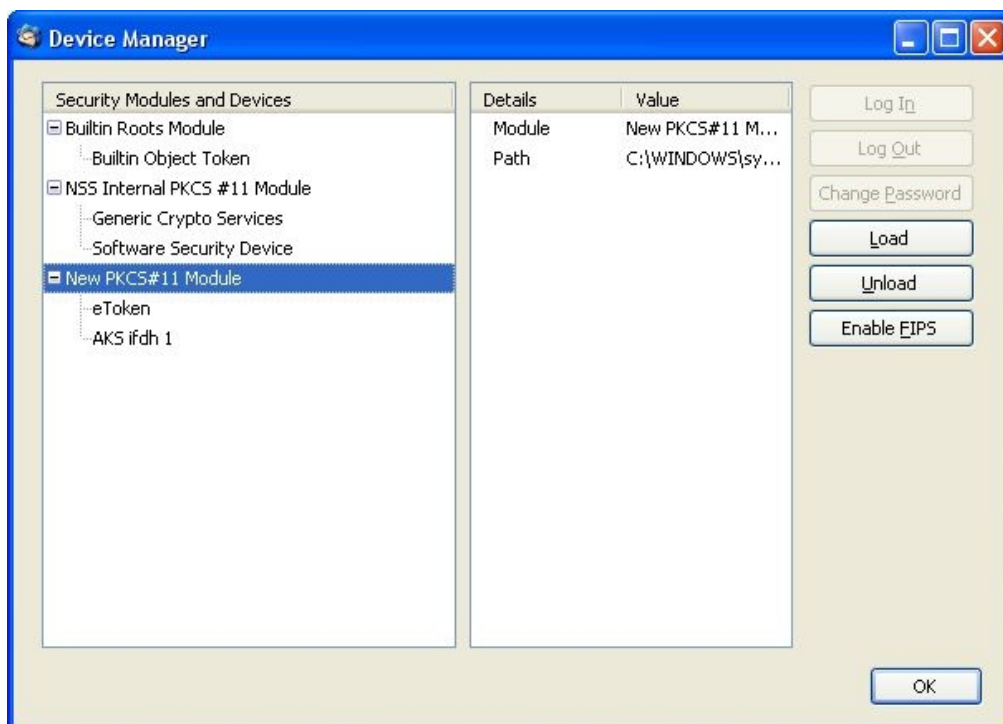 Device Manager
Security Modules and Devices
Builtin Roots Module
Builtin Object Token
NSS Internal PKCS #11 Module
Generic Crypto Services
Software Security Device
New PKCS#11 Module
eToken
AKS ifdh 1
Details Value
Module New PKCS#11 M...
Path C:\WINDOWS\sy...
Log In
Log Out
Change Password
Load
Unload
Enable FIPS
OK